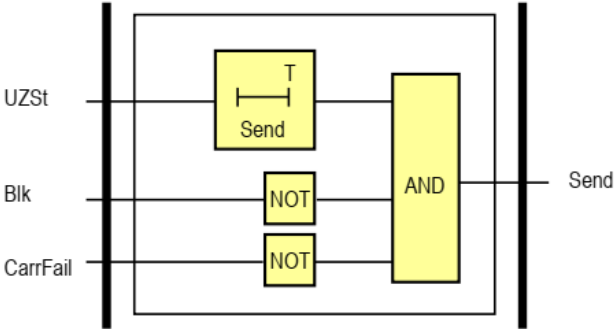 T
UZSt
Send
Blk
NOT
AND
Send
CarrFail
NOT